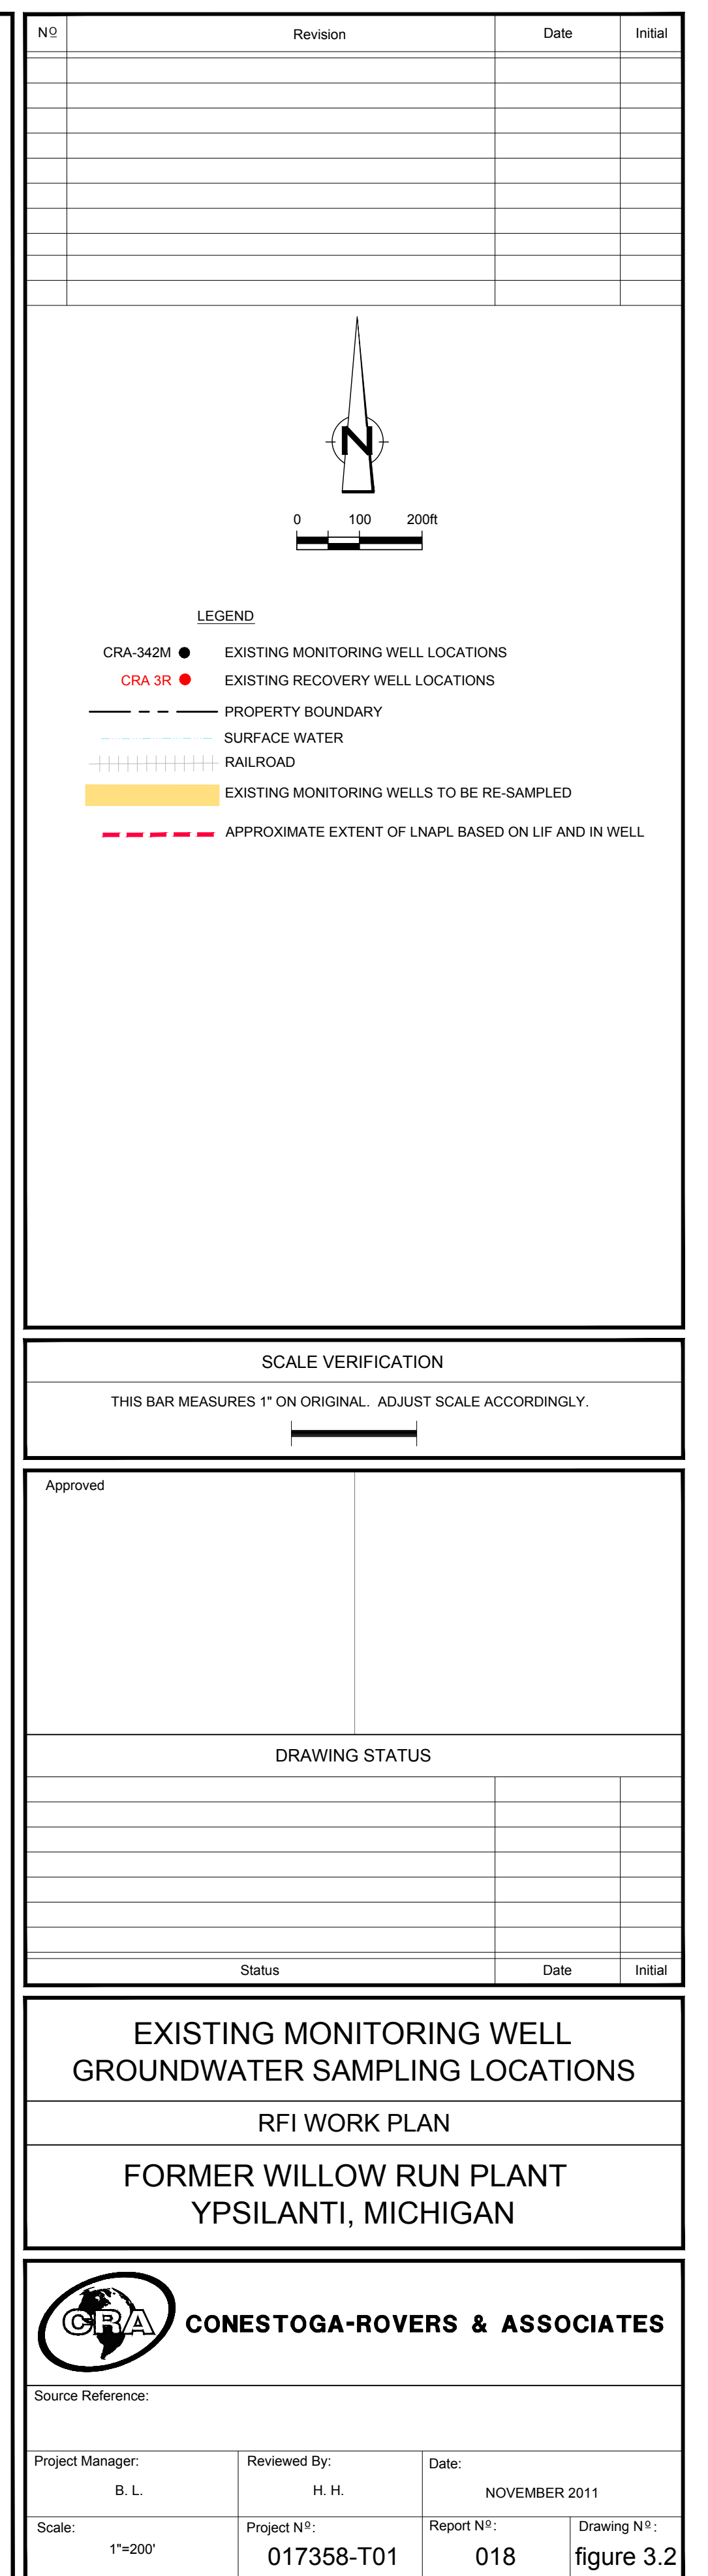 Nº Revision Date Initial
N
0 100 200ft
LEGEND
CRA-342M EXISTING MONITORING WELL LOCATIONS
CRA 3R EXISTING RECOVERY WELL LOCATIONS
PROPERTY BOUNDARY
SURFACE WATER
RAILROAD
EXISTING MONITORING WELLS TO BE RE-SAMPLED
APPROXIMATE EXTENT OF LNAPL BASED ON LIF AND IN WELL
SCALE VERIFICATION
THIS BAR MEASURES 1" ON ORIGINAL. ADJUST SCALE ACCORDINGLY.
Approved
DRAWING STATUS
Status Date Initial
EXISTING MONITORING WELL
GROUNDWATER SAMPLING LOCATIONS
RFI WORK PLAN
FORMER WILLOW RUN PLANT
YPSILANTI, MICHIGAN
CRA CONESTOGA-ROVERS & ASSOCIATES
Source Reference:
Project Manager: Reviewed By: Date:
B. L. H. H. NOVEMBER 2011
Scale: Project Nº: Report Nº: Drawing Nº:
1"=200' 017358-T01 018 figure 3.2